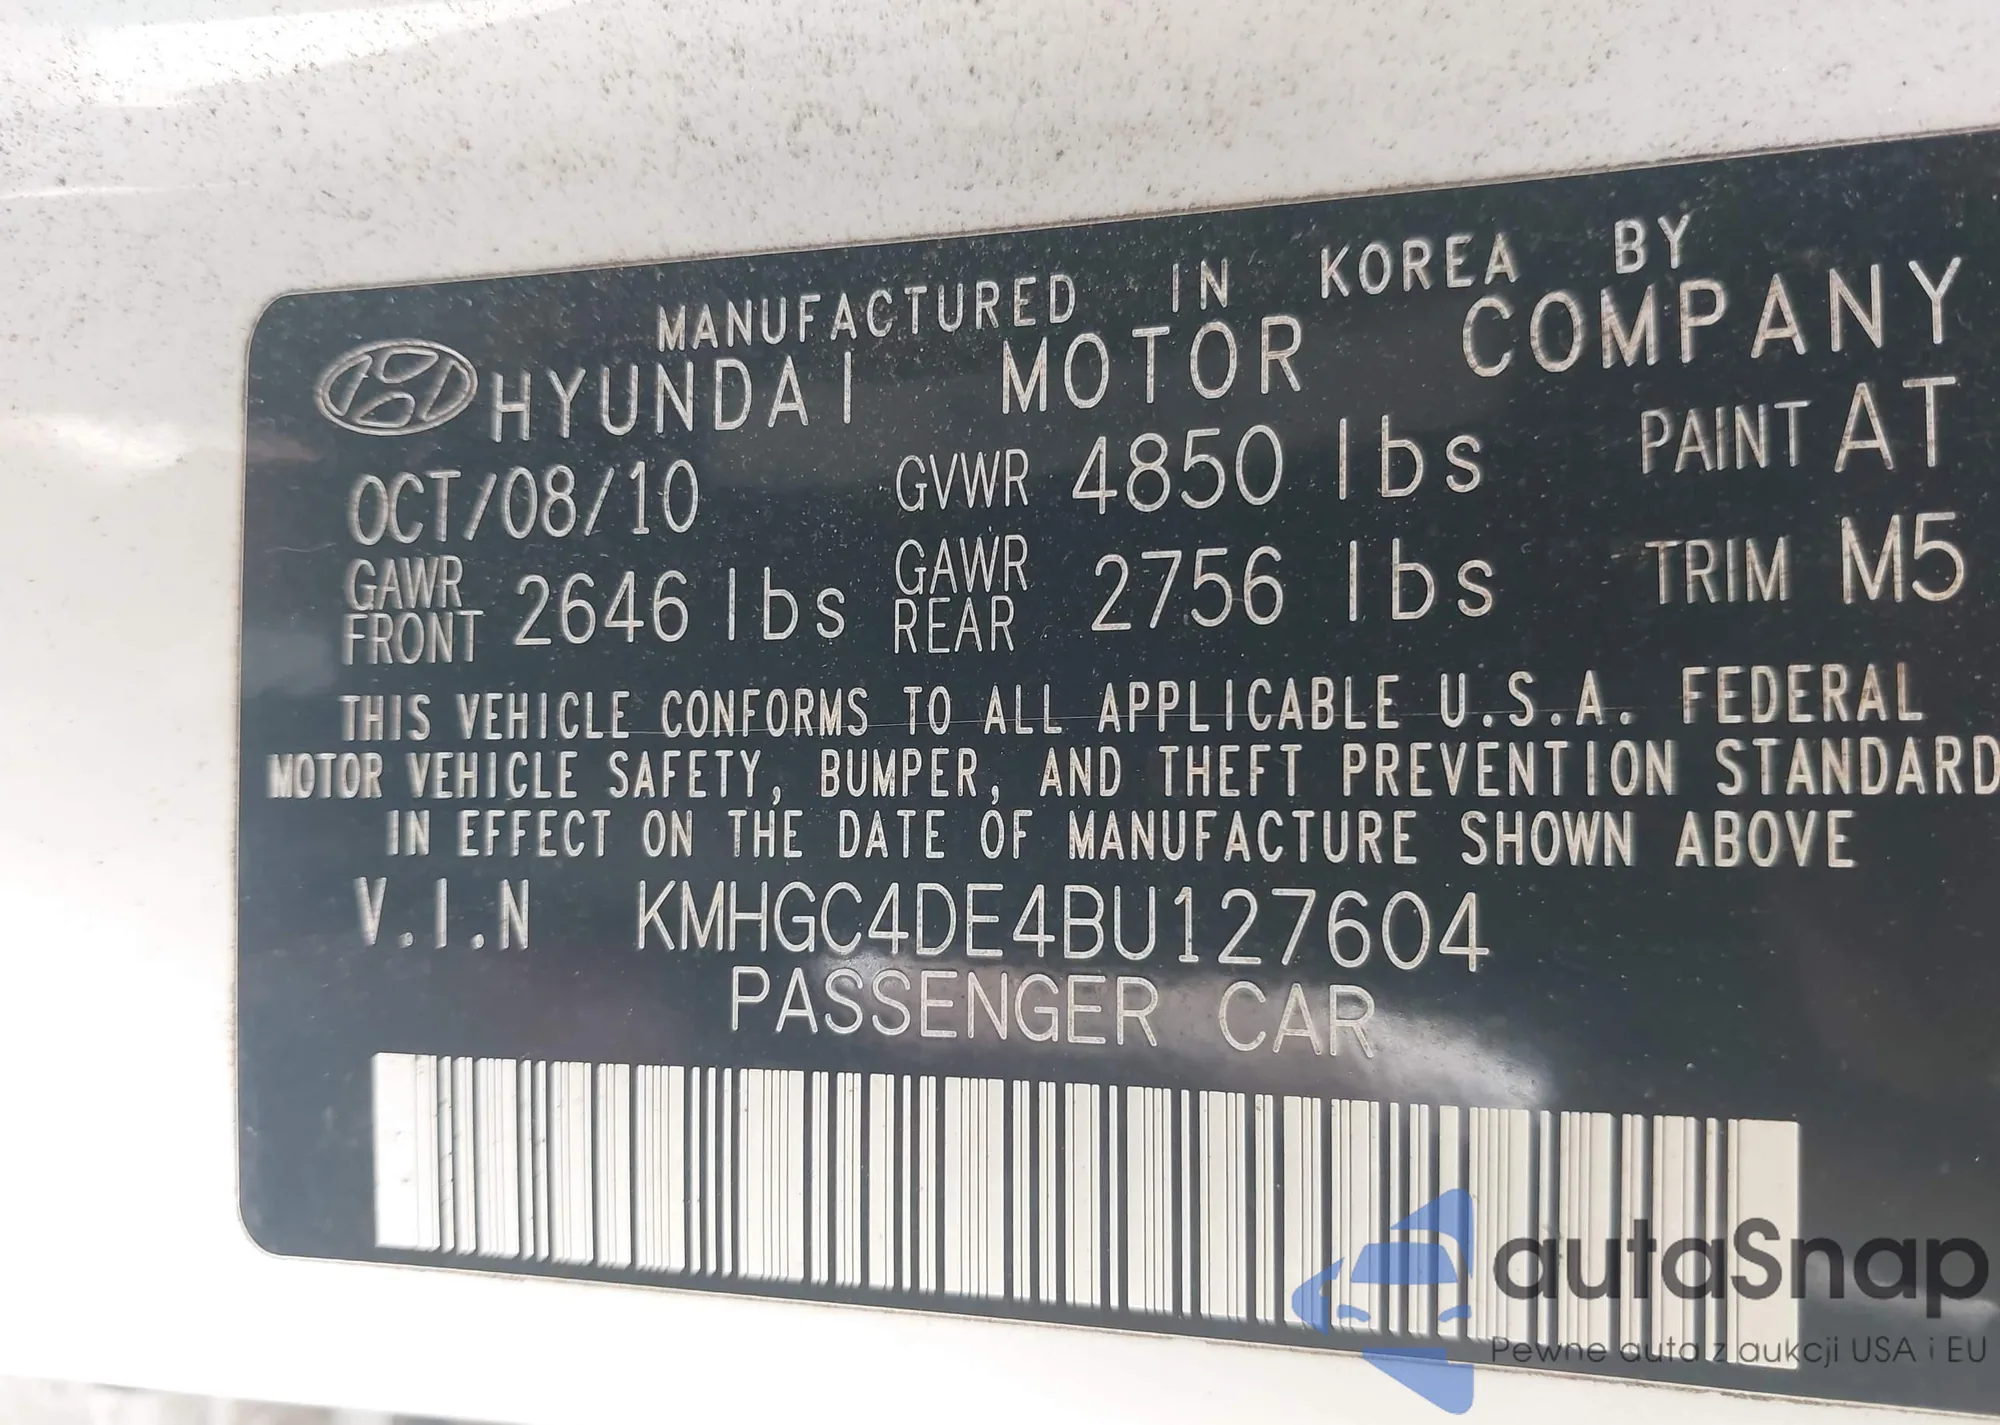 MANUFACTURED IN KOREA BY
HYUNDAI MOTOR COMPANY
OCT/08/10 GVWR 4850 lbs PAINT AT
GAWR FRONT 2646 lbs GAWR REAR 2756 lbs TRIM M5
THIS VEHICLE CONFORMS TO ALL APPLICABLE U.S.A. FEDERAL
MOTOR VEHICLE SAFETY, BUMPER, AND THEFT PREVENTION STANDARD
IN EFFECT ON THE DATE OF MANUFACTURE SHOWN ABOVE
V.I.N KMHGC4DE4BU127604
PASSENGER CAR
autaSnap
Pewne auta z aukcji USA i EU